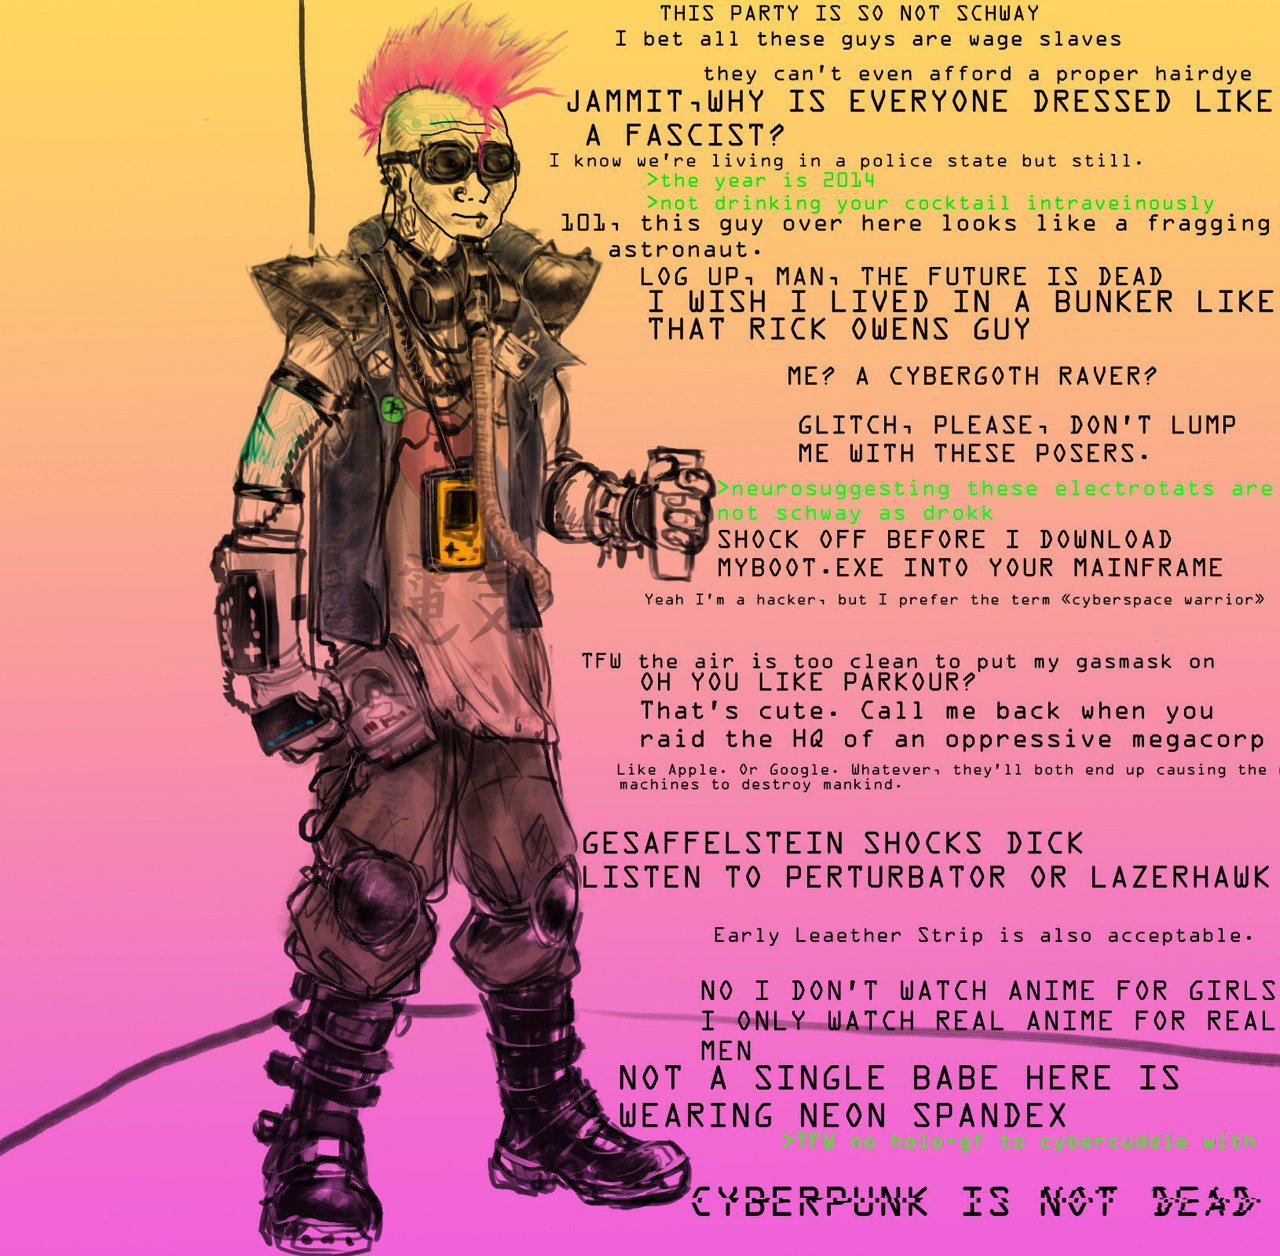 THIS PARTY IS SO NOT SCHWAY
I bet all these guys are wage slaves
they can't even afford a proper hairdye
JAMMIT,WHY IS EVERYONE DRESSED LIKE
A FASCIST?
I know we're living in a police state but still.
>the year is 2014
>not drinking your cocktail intraveinously
101, this guy over here looks like a fragging
astronaut.
LOG UP, MAN, THE FUTURE IS DEAD
I WISH I LIVED IN A BUNKER LIKE
THAT RICK OWENS GUY
ME? A CYBERGOTH RAVER?
GLITCH, PLEASE, DON'T LUMP
ME WITH THESE POSERS.
>neurosuggesting these electrotats are
not schway as drokk
SHOCK OFF BEFORE I DOWNLOAD
MYBOOT.EXE INTO YOUR MAINFRAME
Yeah I'm a hacker, but I prefer the term «cyberspace warrior»
TFW the air is too clean to put my gasmask on
OH YOU LIKE PARKOUR?
That's cute. Call me back when you
raid the HQ of an oppressive megacorp
Like Apple. Or Google. Whatever, they'll both end up causing the
machines to destroy mankind.
GESAFFELSTEIN SHOCKS DICK
LISTEN TO PERTURBATOR OR LAZERHAWK
Early Leaether Strip is also acceptable.
NO I DON'T WATCH ANIME FOR GIRLS
I ONLY WATCH REAL ANIME FOR REAL
MEN
NOT A SINGLE BABE HERE IS
WEARING NEON SPANDEX
>TFW no holo-gf to cybercuddle with
CYBERPUNK IS NOT DEAD